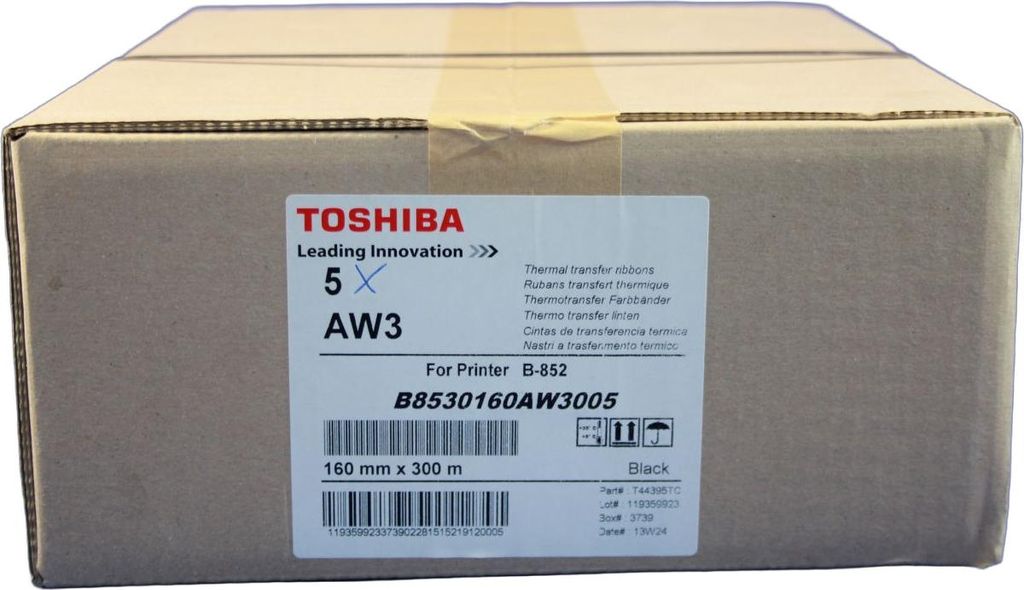 TOSHIBA
Leading Innovation >>>
5 X
AW3
Thermal transfer ribbons
Rubans transfert thermique
Thermotransfer Farbbänder
Thermo transfer linten
Cintas de transferencia termica
Nastri a trasferimento termico
For Printer B-852
B8530160AW3005
160 mm x 300 m
Black
Part# : T44395TC
Lot# : 119359923
Box# : 3739
Date# : 13W24
119359923373902281515219120005